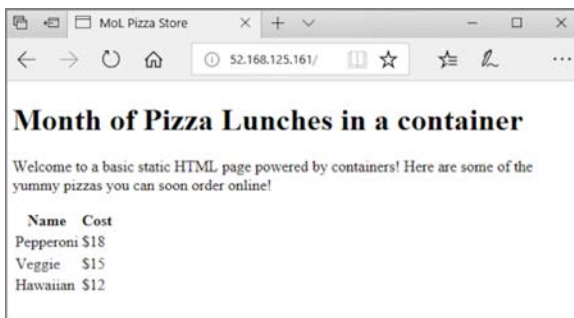 MoL Pizza Store
52.168.125.161/
Month of Pizza Lunches in a container
Welcome to a basic static HTML page powered by containers! Here are some of the
yummy pizzas you can soon order online!
Name Cost
Pepperoni $18
Veggie $15
Hawaiian $12